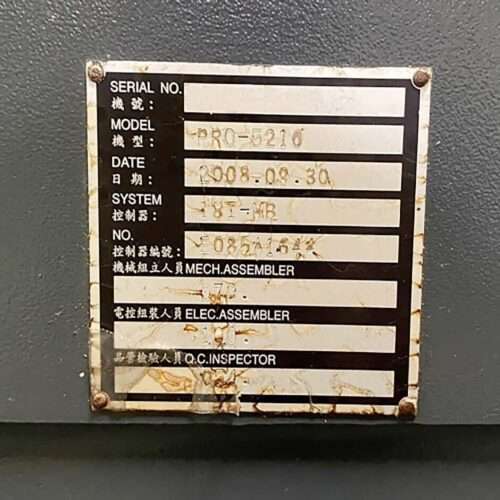 SERIAL NO.
機號:
MODEL PRO-5210
機型:
DATE 2008.09.30
日期:
SYSTEM 18T-MB
控制器:
NO.
控制器編號:
機械組立人員 MECH.ASSEMBLER
電控組裝人員 ELEC.ASSEMBLER
品管檢驗人員 Q.C.INSPECTOR